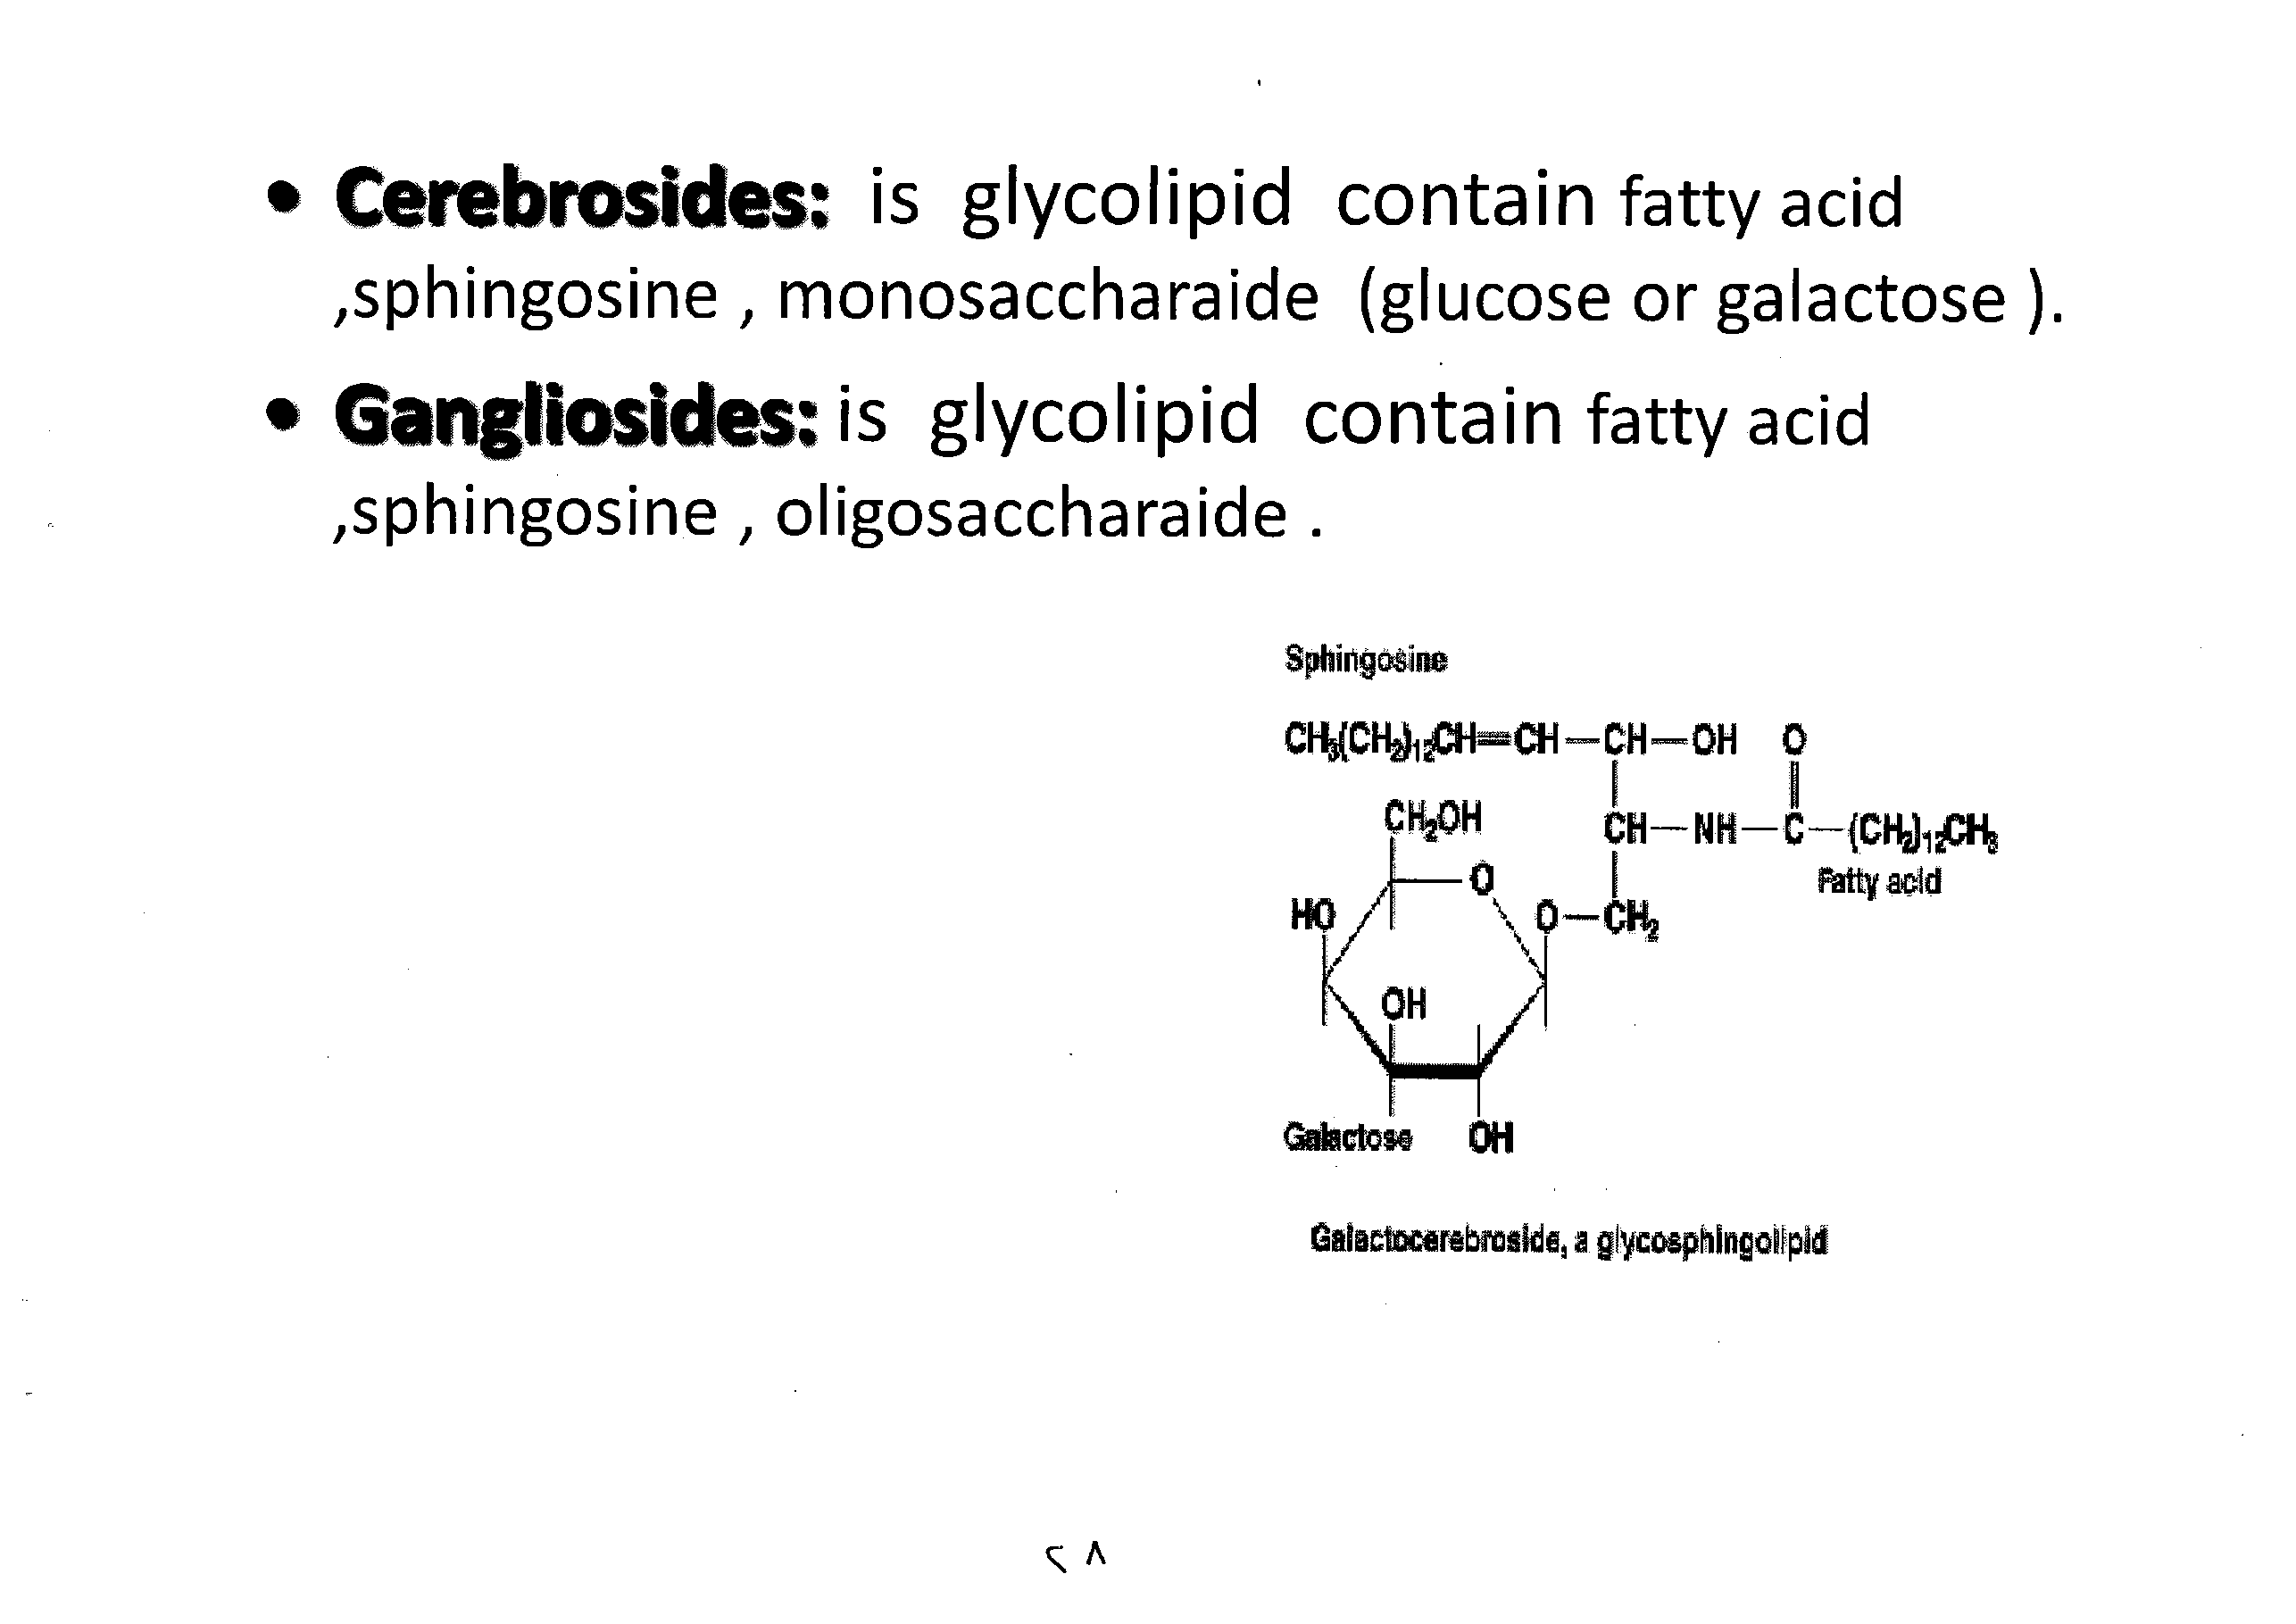 • Cerebrosides: is glycolipid contain fatty acid
,sphingosine , monosaccharaide (glucose or galactose ).
• Gangliosides: is glycolipid contain fatty acid
,sphingosine , oligosaccharaide .
Sphingosine
CH₃(CH₂)₁₂CH=CH—CH—OH O
CH₂OH CH—NH—C—(CH₂)₁₂CH₃
O Fatty acid
HO O—CH₂
OH
Galactose OH
Galactocerebroside, a glycosphingolipid
٢٨